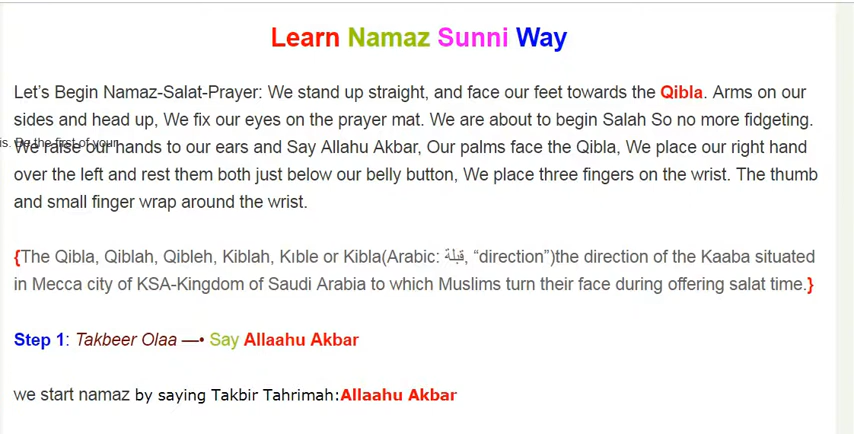 Learn Namaz Sunni Way
Let's Begin Namaz-Salat-Prayer: We stand up straight, and face our feet towards the Qibla. Arms on our
sides and head up, We fix our eyes on the prayer mat. We are about to begin Salah So no more fidgeting.
is. Be the first of your
We raise our hands to our ears and Say Allahu Akbar, Our palms face the Qibla, We place our right hand
over the left and rest them both just below our belly button, We place three fingers on the wrist. The thumb
and small finger wrap around the wrist.
{The Qibla, Qiblah, Qibleh, Kiblah, Kıble or Kibla(Arabic: قبلة, “direction”)the direction of the Kaaba situated
in Mecca city of KSA-Kingdom of Saudi Arabia to which Muslims turn their face during offering salat time.}
Step 1: Takbeer Olaa —• Say Allaahu Akbar
we start namaz by saying Takbir Tahrimah:Allaahu Akbar